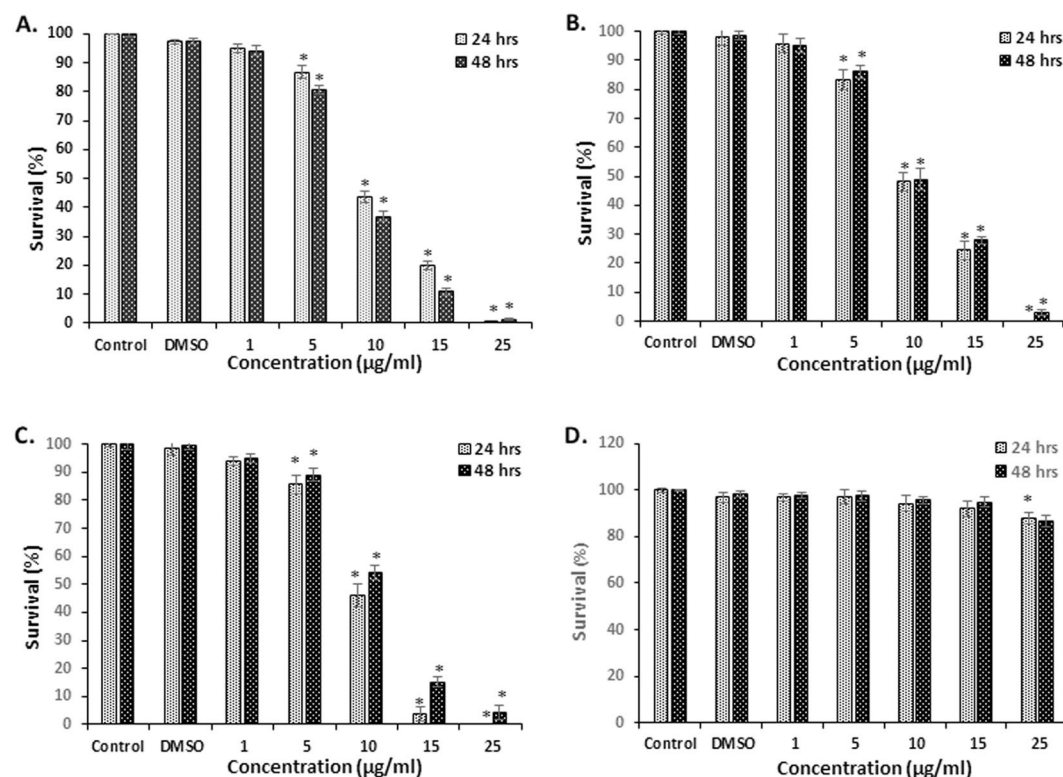 A.
100
90
80
70
60
50
40
30
20
10
0
Survival (%)
24 hrs
48 hrs
* *
* *
* *
* *
Control DMSO 1 5 10 15 25
Concentration (µg/ml)
B.
100
90
80
70
60
50
40
30
20
10
0
Survival (%)
24 hrs
48 hrs
* *
* *
* *
* *
Control DMSO 1 5 10 15 25
Concentration (µg/ml)
C.
100
90
80
70
60
50
40
30
20
10
0
Survival (%)
24 hrs
48 hrs
* *
* *
* *
* *
Control DMSO 1 5 10 15 25
Concentration (µg/ml)
D.
120
100
80
60
40
20
0
Survival (%)
24 hrs
48 hrs
*
Control DMSO 1 5 10 15 25
Concentration (µg/ml)